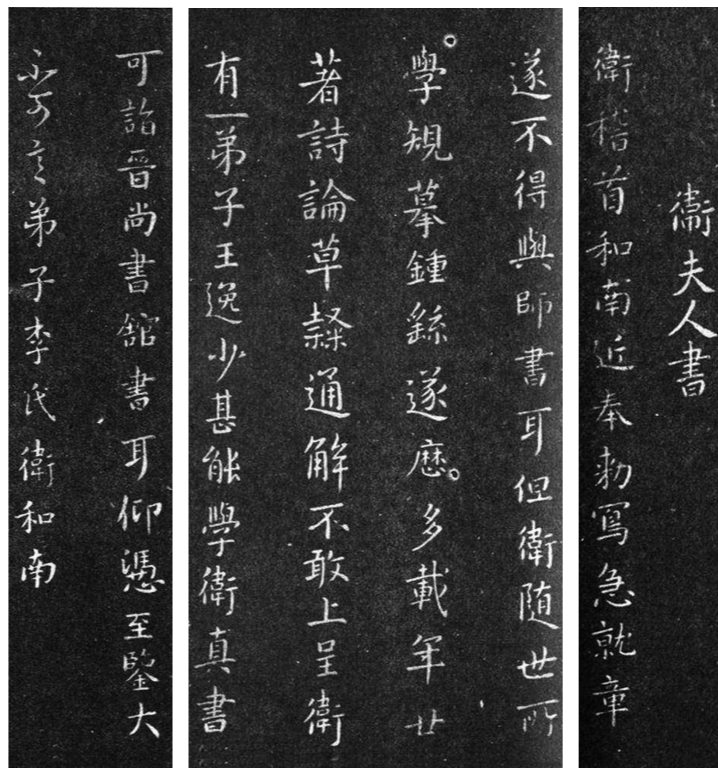 衛夫人書
衛稽首和南近奉勅寫急就章
遂不得與師書耳但衛随世所
學規摹鍾繇遂歷多載年廿
著詩論草隸通解不敢上呈衛
有一弟子王逸少甚能學衛真書
可詣晉尚書舘書耳仰憑至鑒大
不可言弟子李氏衛和南